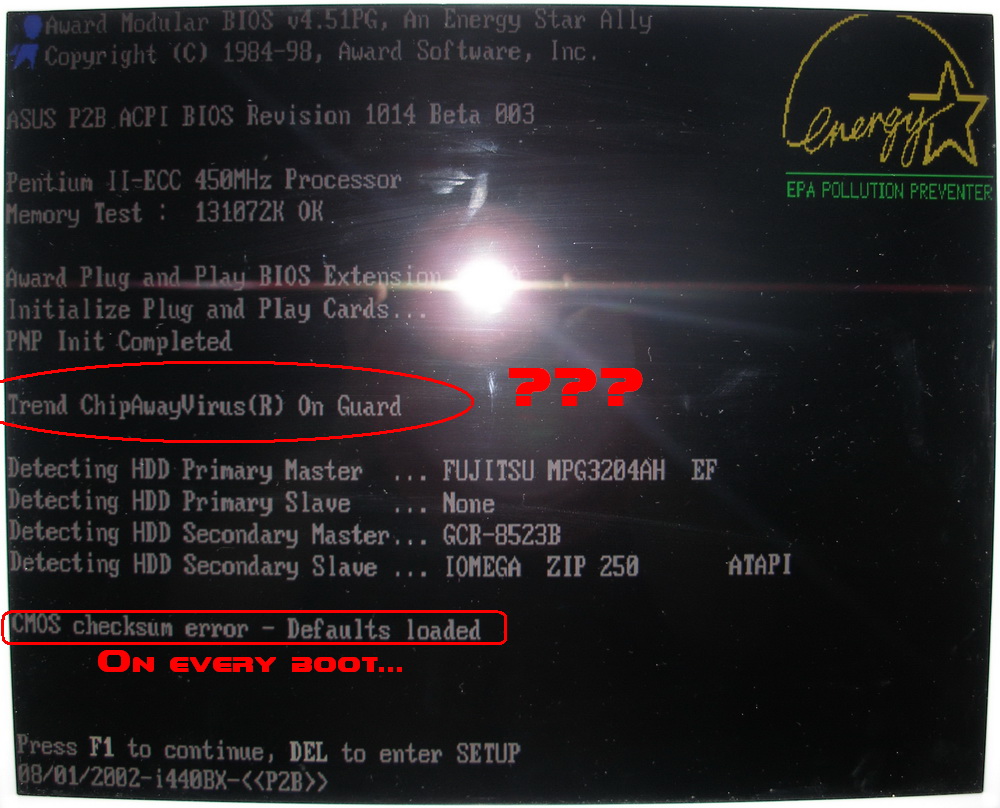 Award Modular BIOS v4.51PG, An Energy Star Ally
Copyright (C) 1984-98, Award Software, Inc.
energy
EPA POLLUTION PREVENTER
ASUS P2B ACPI BIOS Revision 1014 Beta 003
Pentium II-ECC 450MHz Processor
Memory Test :  131072K OK
Award Plug and Play BIOS Extension
Initialize Plug and Play Cards...
PNP Init Completed
???
Trend ChipAwayVirus(R) On Guard
Detecting HDD Primary Master   ... FUJITSU MPG3204AH  EF
Detecting HDD Primary Slave    ... None
Detecting HDD Secondary Master... GCR-8523B
Detecting HDD Secondary Slave  ... IOMEGA  ZIP 250       ATAPI
CMOS checksum error - Defaults loaded
On every boot...
Press F1 to continue, DEL to enter SETUP
08/01/2002-i440BX-<<P2B>>